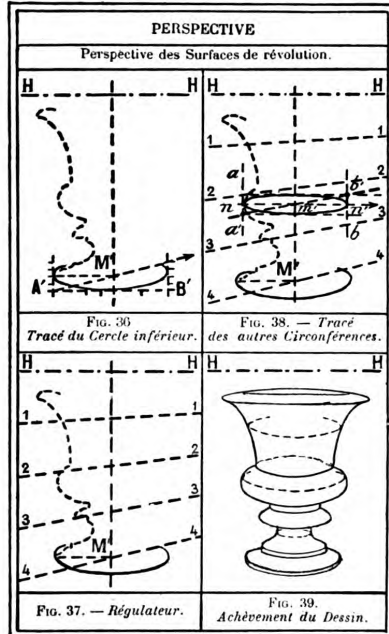 PERSPECTIVE
Perspective des Surfaces de révolution.
H H
M'
A' B'
FIG. 36
Tracé du Cercle inférieur.
H H
1
a
2 b 2
n m n'
a' 3
3 b
M'
4 4
FIG. 38. — Tracé
des autres Circonférences.
H H
1 1
2 2
3 3
M'
4 4
FIG. 37. — Régulateur.
H H
FIG. 39.
Achèvement du Dessin.